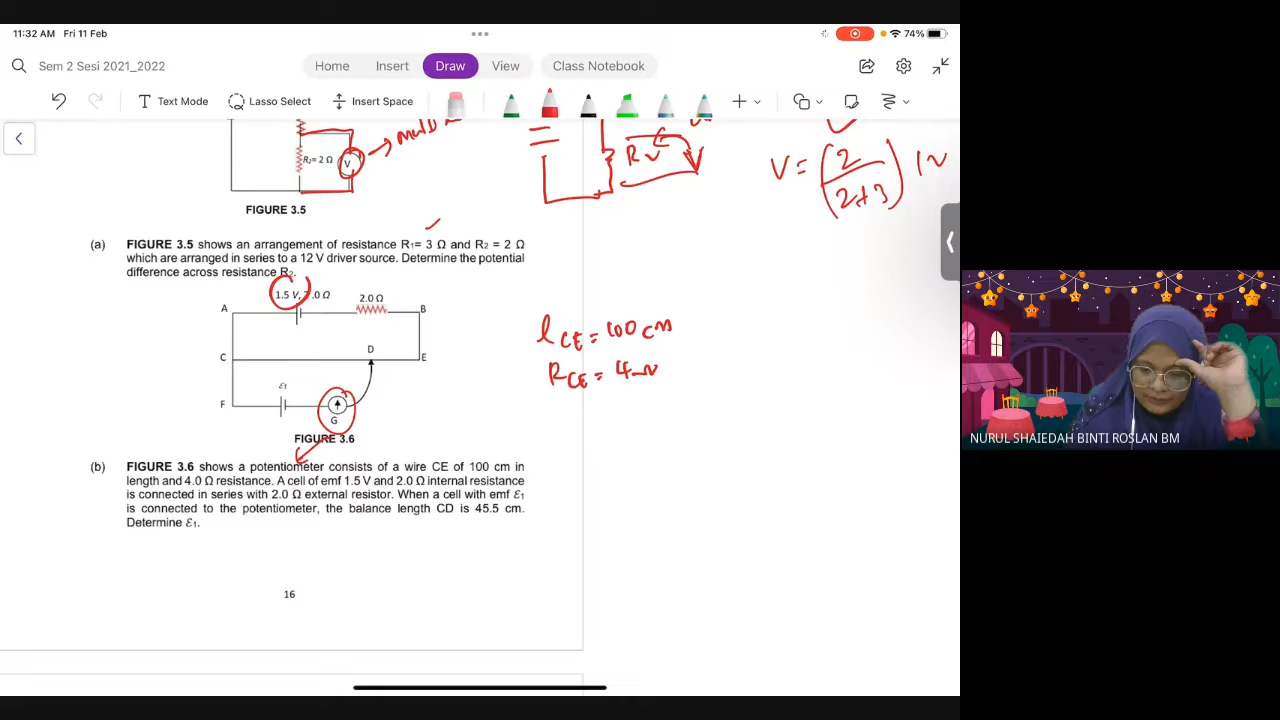 11:32 AM Fri 11 Feb
74%
Sem 2 Sesi 2021_2022
Home Insert Draw View Class Notebook
Text Mode Lasso Select Insert Space
R₂= 2 Ω
V
FIGURE 3.5
R
V
V = (2/(2+3)) 12
(a) FIGURE 3.5 shows an arrangement of resistance R₁= 3 Ω and R₂ = 2 Ω
which are arranged in series to a 12 V driver source. Determine the potential
difference across resistance R₂.
1.5 V, .0 Ω 2.0 Ω
A B
C D E
ε₁
F G
FIGURE 3.6
l CE = 100 cm
R CE = 4 Ω
(b) FIGURE 3.6 shows a potentiometer consists of a wire CE of 100 cm in
length and 4.0 Ω resistance. A cell of emf 1.5 V and 2.0 Ω internal resistance
is connected in series with 2.0 Ω external resistor. When a cell with emf ε₁
is connected to the potentiometer, the balance length CD is 45.5 cm.
Determine ε₁.
16
NURUL SHAIEDAH BINTI ROSLAN BM